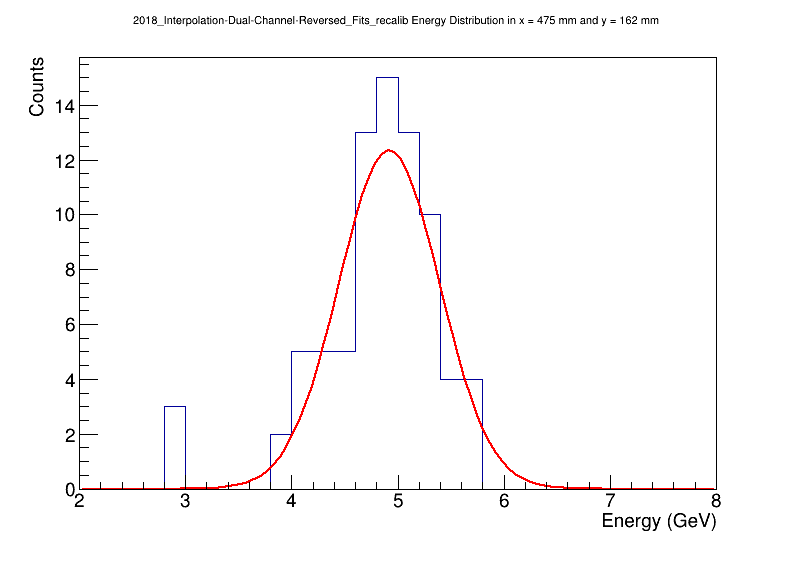 2018_Interpolation-Dual-Channel-Reversed_Fits_recalib Energy Distribution in x = 475 mm and y = 162 mm
Counts
14
12
10
8
6
4
2
0
2 3 4 5 6 7 8
Energy (GeV)